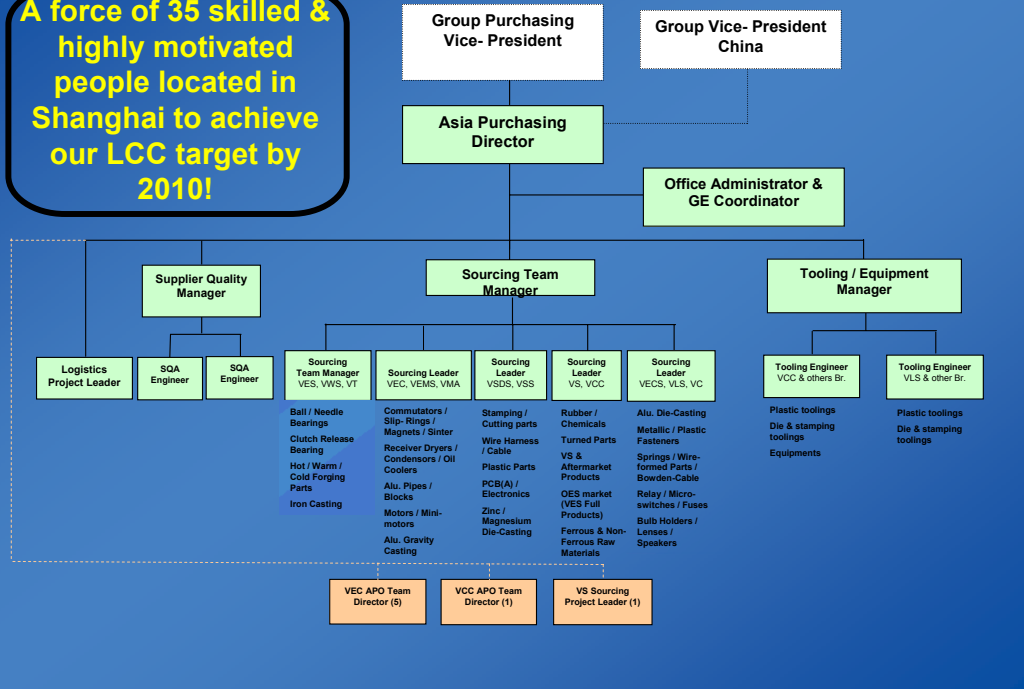 A force of 35 skilled &
highly motivated
people located in
Shanghai to achieve
our LCC target by
2010!
Group Purchasing
Vice- President
Group Vice- President
China
Asia Purchasing
Director
Office Administrator &
GE Coordinator
Supplier Quality
Manager
Sourcing Team
Manager
Tooling / Equipment
Manager
Logistics
Project Leader
SQA
Engineer
SQA
Engineer
Sourcing
Team Manager
VES, VWS, VT
Sourcing Leader
VEC, VEMS, VMA
Sourcing
Leader
VSDS, VSS
Sourcing
Leader
VS, VCC
Sourcing
Leader
VECS, VLS, VC
Tooling Engineer
VCC & others Br.
Tooling Engineer
VLS & other Br.
Ball / Needle
Bearings
Clutch Release
Bearing
Hot / Warm /
Cold Forging
Parts
Iron Casting
Commutators /
Slip- Rings /
Magnets / Sinter
Receiver Dryers /
Condensors / Oil
Coolers
Alu. Pipes /
Blocks
Motors / Mini-
motors
Alu. Gravity
Casting
Stamping /
Cutting parts
Wire Harness
/ Cable
Plastic Parts
PCB(A) /
Electronics
Zinc /
Magnesium
Die-Casting
Rubber /
Chemicals
Turned Parts
VS &
Aftermarket
Products
OES market
(VES Full
Products)
Ferrous & Non-
Ferrous Raw
Materials
Alu. Die-Casting
Metallic / Plastic
Fasteners
Springs / Wire-
formed Parts /
Bowden-Cable
Relay / Micro-
switches / Fuses
Bulb Holders /
Lenses /
Speakers
Plastic toolings
Die & stamping
toolings
Equipments
Plastic toolings
Die & stamping
toolings
VEC APO Team
Director (5)
VCC APO Team
Director (1)
VS Sourcing
Project Leader (1)